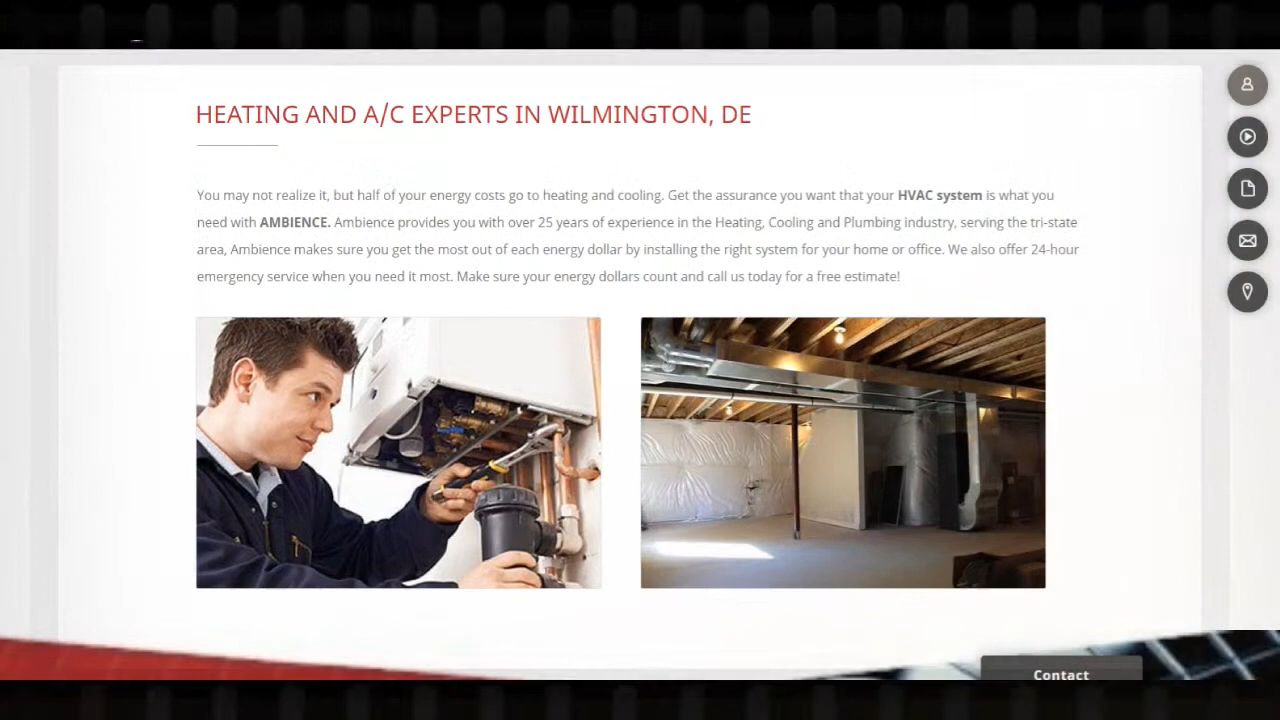 HEATING AND A/C EXPERTS IN WILMINGTON, DE
You may not realize it, but half of your energy costs go to heating and cooling. Get the assurance you want that your HVAC system is what you
need with AMBIENCE. Ambience provides you with over 25 years of experience in the Heating, Cooling and Plumbing industry, serving the tri-state
area, Ambience makes sure you get the most out of each energy dollar by installing the right system for your home or office. We also offer 24-hour
emergency service when you need it most. Make sure your energy dollars count and call us today for a free estimate!
Contact